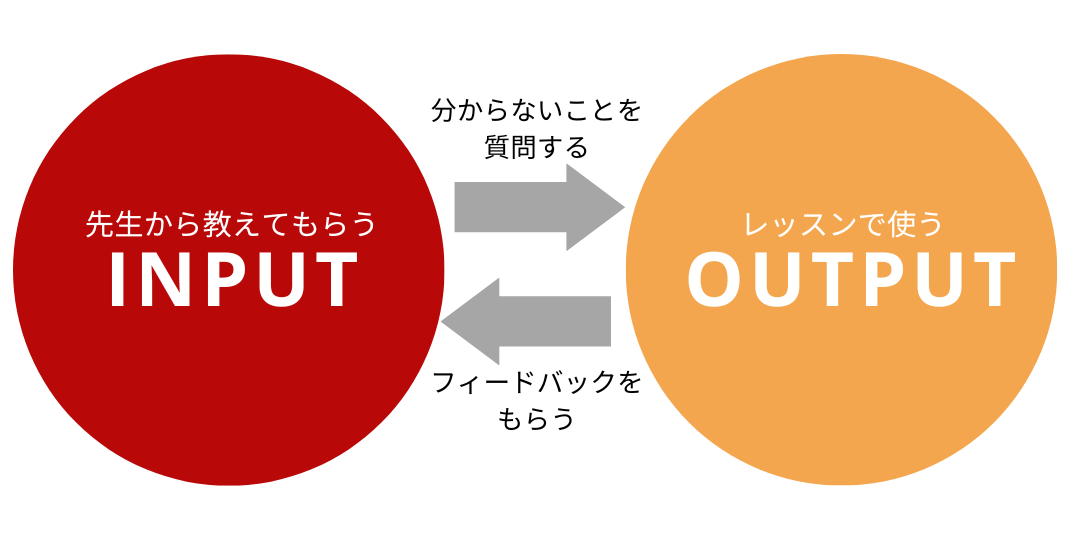 先生から教えてもらう
INPUT
分からないことを
質問する
フィードバックを
もらう
レッスンで使う
OUTPUT